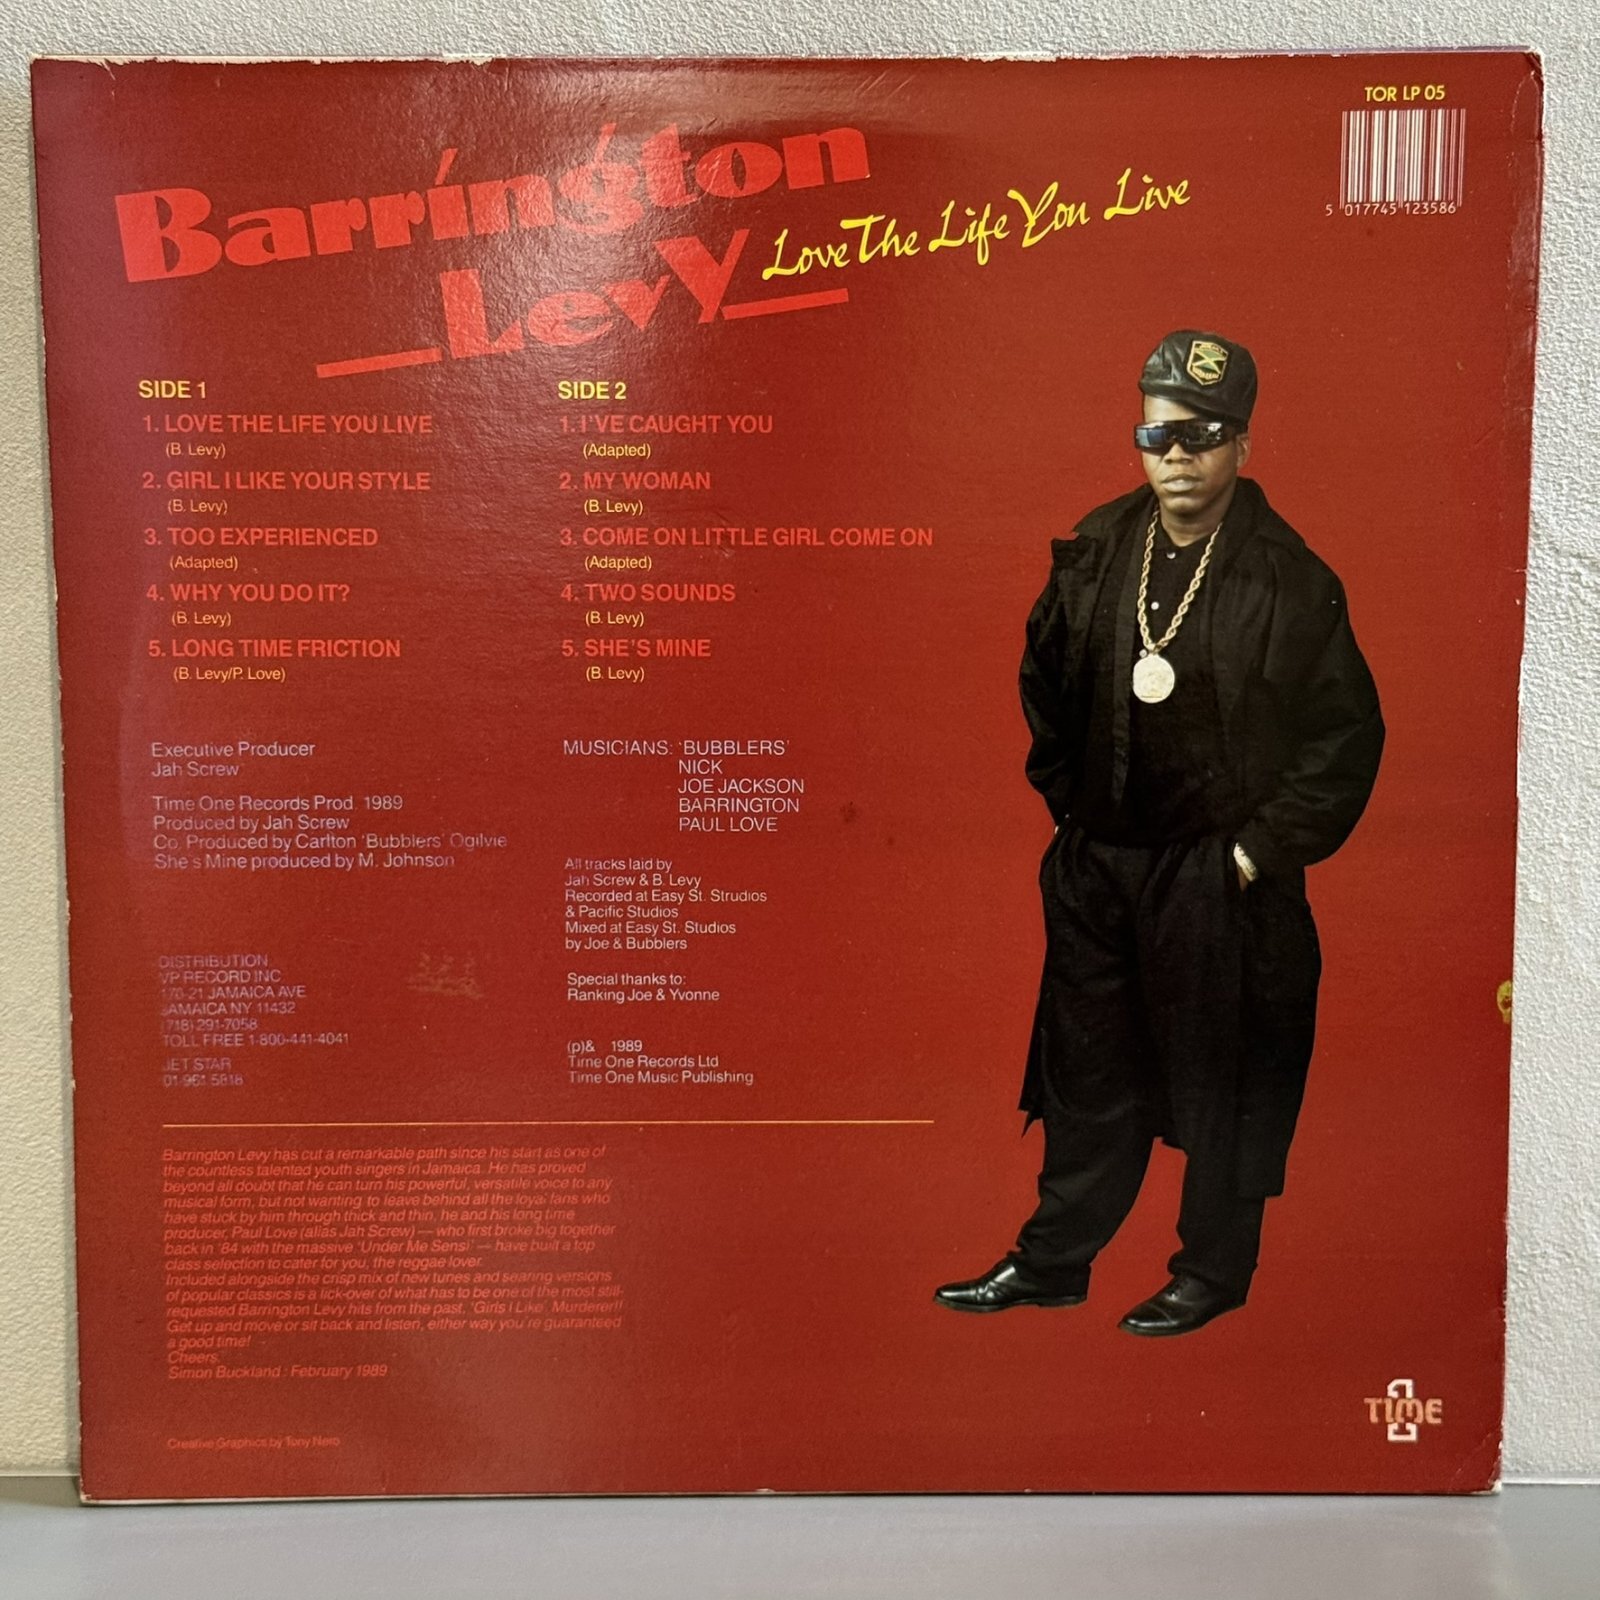 TOR LP 05
5 017745 123586
Barrington
Levy
Love The Life You Live
SIDE 1
1. LOVE THE LIFE YOU LIVE
(B. Levy)
2. GIRL I LIKE YOUR STYLE
(B. Levy)
3. TOO EXPERIENCED
(Adapted)
4. WHY YOU DO IT?
(B. Levy)
5. LONG TIME FRICTION
(B. Levy/P. Love)
SIDE 2
1. I'VE CAUGHT YOU
(Adapted)
2. MY WOMAN
(B. Levy)
3. COME ON LITTLE GIRL COME ON
(Adapted)
4. TWO SOUNDS
(B. Levy)
5. SHE'S MINE
(B. Levy)
Executive Producer
Jah Screw
Time One Records Prod. 1989
Produced by Jah Screw
Co. Produced by Carlton 'Bubblers' Ogilvie
She's Mine produced by M. Johnson
DISTRIBUTION
VP RECORD INC
170-21 JAMAICA AVE
JAMAICA NY 11432
(718) 291-7058
TOLL FREE 1-800-441-4041
JET STAR
01-961 5818
MUSICIANS: 'BUBBLERS'
NICK
JOE JACKSON
BARRINGTON
PAUL LOVE
All tracks laid by
Jah Screw & B. Levy
Recorded at Easy St. Strudios
& Pacific Studios
Mixed at Easy St. Studios
by Joe & Bubblers
Special thanks to:
Ranking Joe & Yvonne
(p)& 1989
Time One Records Ltd
Time One Music Publishing
Barrington Levy has cut a remarkable path since his start as one of
the countless talented youth singers in Jamaica. He has proved
beyond all doubt that he can turn his powerful, versatile voice to any
musical form, but not wanting to leave behind all the loyal fans who
have stuck by him through thick and thin, he and his long time
producer, Paul Love (alias Jah Screw) — who first broke big together
back in '84 with the massive 'Under Me Sensi' — have built a top
class selection to cater for you, the reggae lover.
Included alongside the crisp mix of new tunes and searing versions
of popular classics is a lick-over of what has to be one of the most still-
requested Barrington Levy hits from the past, 'Girls I Like'. Murderer!!
Get up and move or sit back and listen, either way you're guaranteed
a good time!
Cheers,
Simon Buckland : February 1989
Creative Graphics by Tony Nero
TIME 1